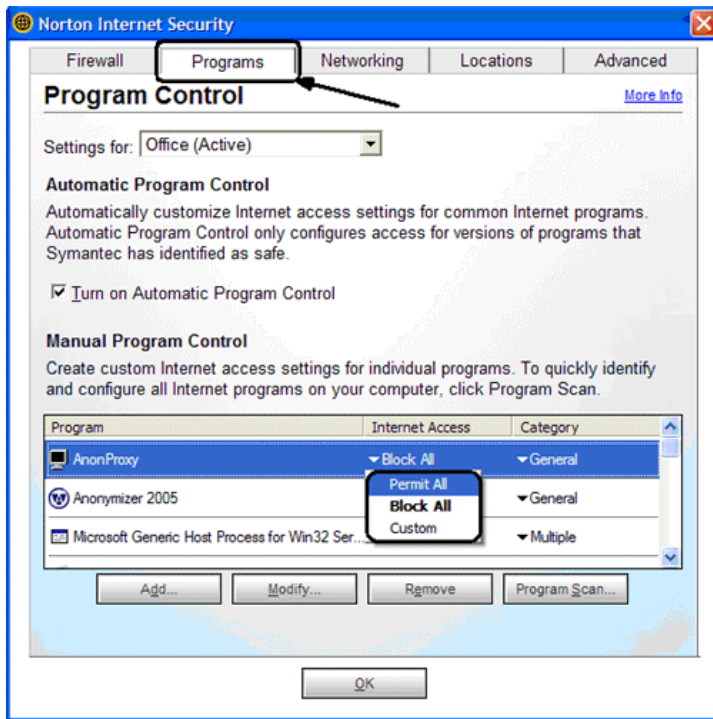 Norton Internet Security
Firewall Programs Networking Locations Advanced
Program Control More Info
Settings for: Office (Active)
Automatic Program Control
Automatically customize Internet access settings for common Internet programs.
Automatic Program Control only configures access for versions of programs that
Symantec has identified as safe.
Turn on Automatic Program Control
Manual Program Control
Create custom Internet access settings for individual programs. To quickly identify
and configure all Internet programs on your computer, click Program Scan.
Program Internet Access Category
AnonProxy Block All General
Permit All
Anonymizer 2005 Block All General
Custom
Microsoft Generic Host Process for Win32 Ser... Multiple
Add... Modify... Remove Program Scan...
OK